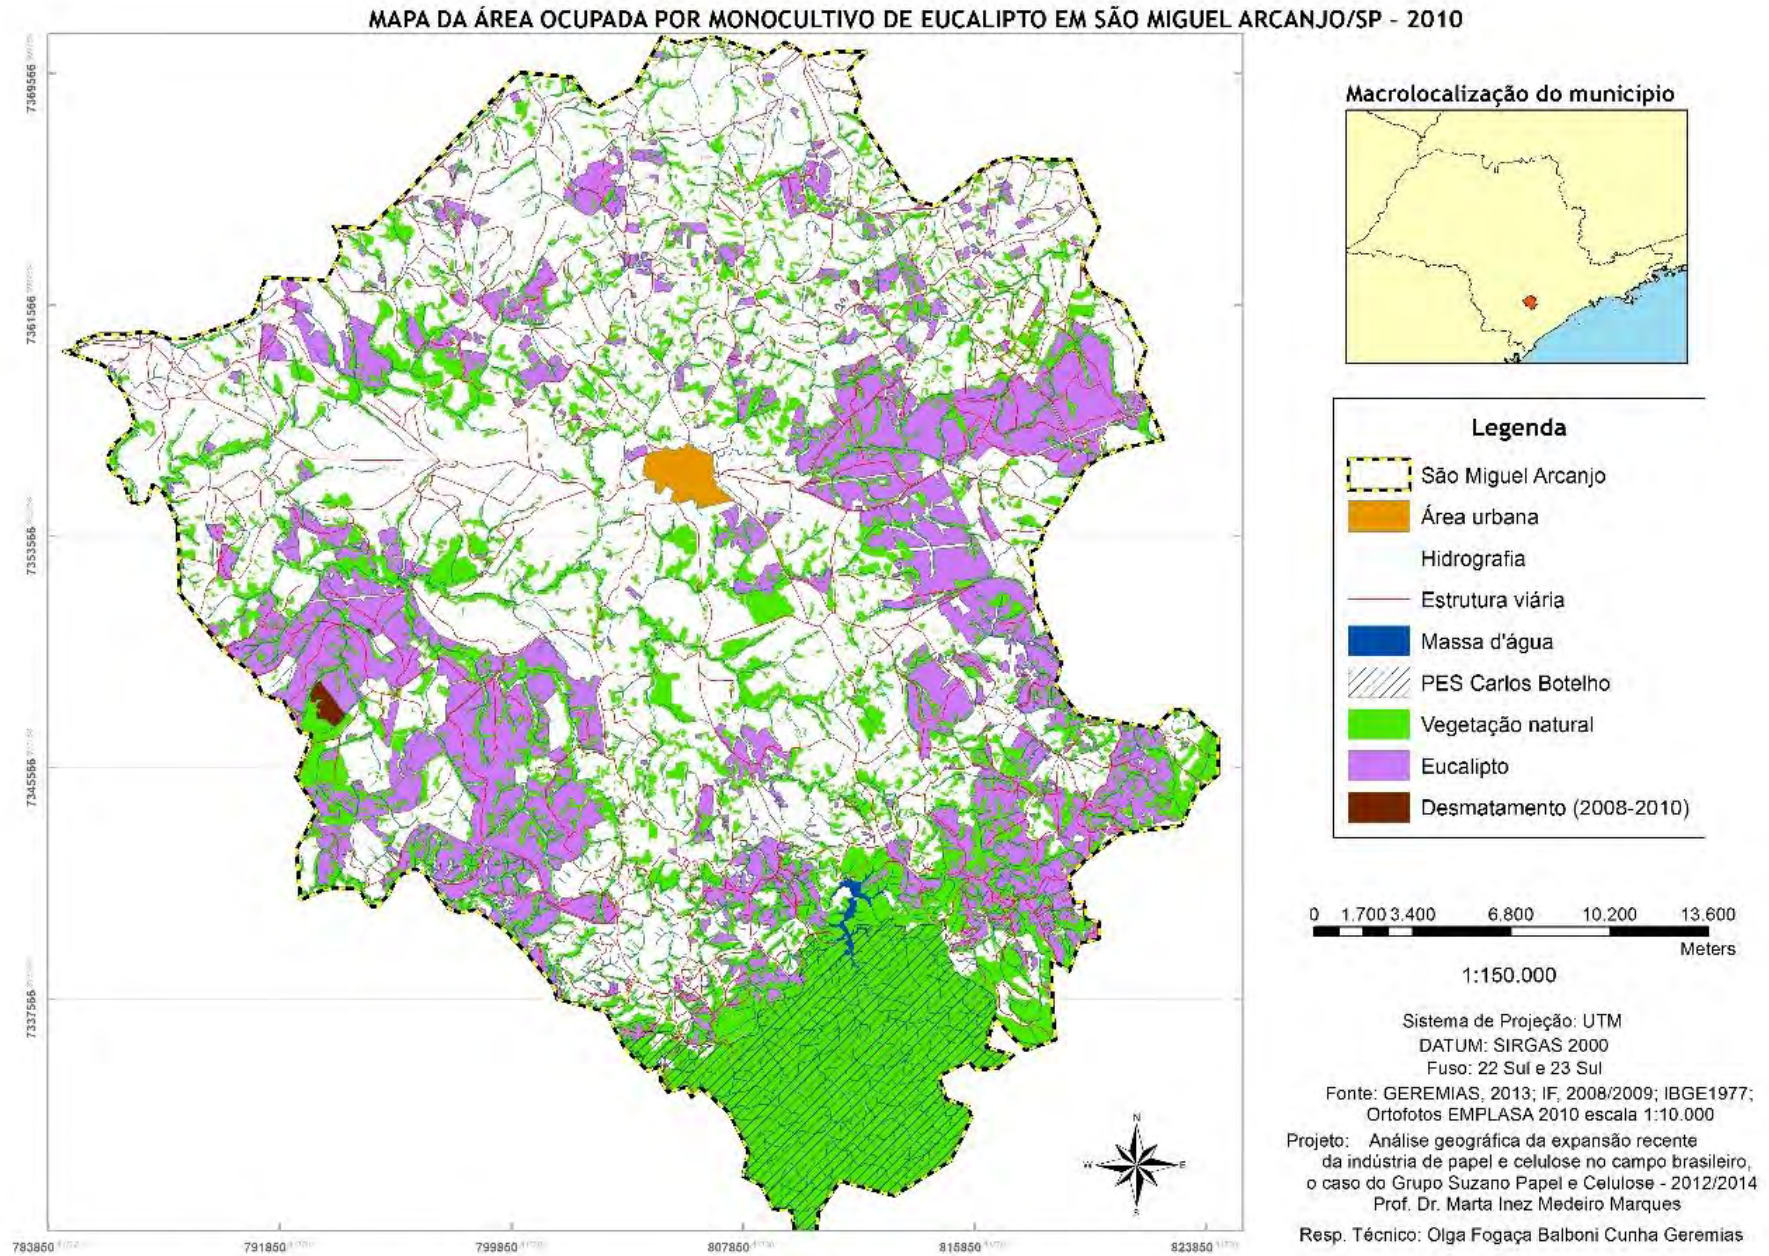 MAPA DA ÁREA OCUPADA POR MONOCULTIVO DE EUCALIPTO EM SÃO MIGUEL ARCANJO/SP - 2010
7369566
7361566
7353566
7345566
7337566
783850
791850
799850
807850
815850
823850
N
W
E
S
Macrolocalização do município
Legenda
São Miguel Arcanjo
Área urbana
Hidrografia
Estrutura viária
Massa d'água
PES Carlos Botelho
Vegetação natural
Eucalipto
Desmatamento (2008-2010)
0 1.700 3.400 6.800 10.200 13.600
Meters
1:150.000
Sistema de Projeção: UTM
DATUM: SIRGAS 2000
Fuso: 22 Sul e 23 Sul
Fonte: GEREMIAS, 2013; IF, 2008/2009; IBGE1977;
Ortofotos EMPLASA 2010 escala 1:10.000
Projeto: Análise geográfica da expansão recente
da indústria de papel e celulose no campo brasileiro,
o caso do Grupo Suzano Papel e Celulose - 2012/2014
Prof. Dr. Marta Inez Medeiro Marques
Resp. Técnico: Olga Fogaça Balboni Cunha Geremias